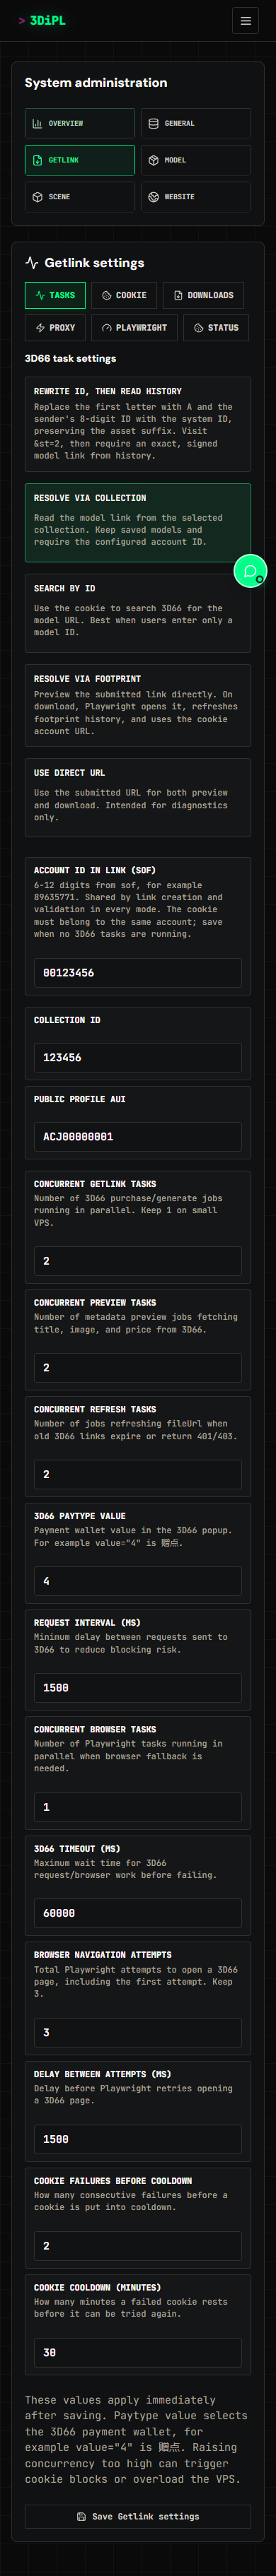 > 3DiPL
System administration
OVERVIEW
GENERAL
GETLINK
MODEL
SCENE
WEBSITE
Getlink settings
TASKS
COOKIE
DOWNLOADS
PROXY
PLAYWRIGHT
STATUS
3D66 task settings
REWRITE ID, THEN READ HISTORY
Replace the first letter with A and the
sender's 8-digit ID with the system ID,
preserving the asset suffix. Visit
&st=2, then require an exact, signed
model link from history.
RESOLVE VIA COLLECTION
Read the model link from the selected
collection. Keep saved models and
require the configured account ID.
SEARCH BY ID
Use the cookie to search 3D66 for the
model URL. Best when users enter only a
model ID.
RESOLVE VIA FOOTPRINT
Preview the submitted link directly. On
download, Playwright opens it, refreshes
footprint history, and uses the cookie
account URL.
USE DIRECT URL
Use the submitted URL for both preview
and download. Intended for diagnostics
only.
ACCOUNT ID IN LINK (SOF)
6-12 digits from sof, for example
89635771. Shared by link creation and
validation in every mode. The cookie
must belong to the same account; save
when no 3D66 tasks are running.
00123456
COLLECTION ID
123456
PUBLIC PROFILE AUI
ACJ00000001
CONCURRENT GETLINK TASKS
Number of 3D66 purchase/generate jobs
running in parallel. Keep 1 on small
VPS.
2
CONCURRENT PREVIEW TASKS
Number of metadata preview jobs fetching
title, image, and price from 3D66.
2
CONCURRENT REFRESH TASKS
Number of jobs refreshing fileUrl when
old 3D66 links expire or return 401/403.
2
3D66 PAYTYPE VALUE
Payment wallet value in the 3D66 popup.
For example value="4" is 赠点.
4
REQUEST INTERVAL (MS)
Minimum delay between requests sent to
3D66 to reduce blocking risk.
1500
CONCURRENT BROWSER TASKS
Number of Playwright tasks running in
parallel when browser fallback is
needed.
1
3D66 TIMEOUT (MS)
Maximum wait time for 3D66
request/browser work before failing.
60000
BROWSER NAVIGATION ATTEMPTS
Total Playwright attempts to open a 3D66
page, including the first attempt. Keep
3.
3
DELAY BETWEEN ATTEMPTS (MS)
Delay before Playwright retries opening
a 3D66 page.
1500
COOKIE FAILURES BEFORE COOLDOWN
How many consecutive failures before a
cookie is put into cooldown.
2
COOKIE COOLDOWN (MINUTES)
How many minutes a failed cookie rests
before it can be tried again.
30
These values apply immediately
after saving. Paytype value selects
the 3D66 payment wallet, for
example value="4" is 赠点. Raising
concurrency too high can trigger
cookie blocks or overload the VPS.
Save Getlink settings